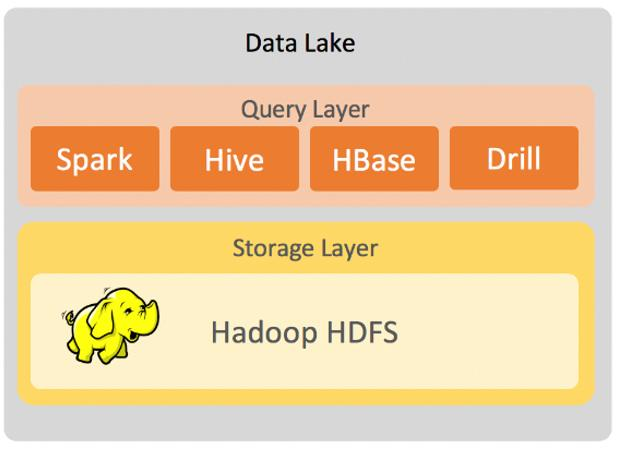 Data Lake
Query Layer
Spark Hive HBase Drill
Storage Layer
Hadoop HDFS